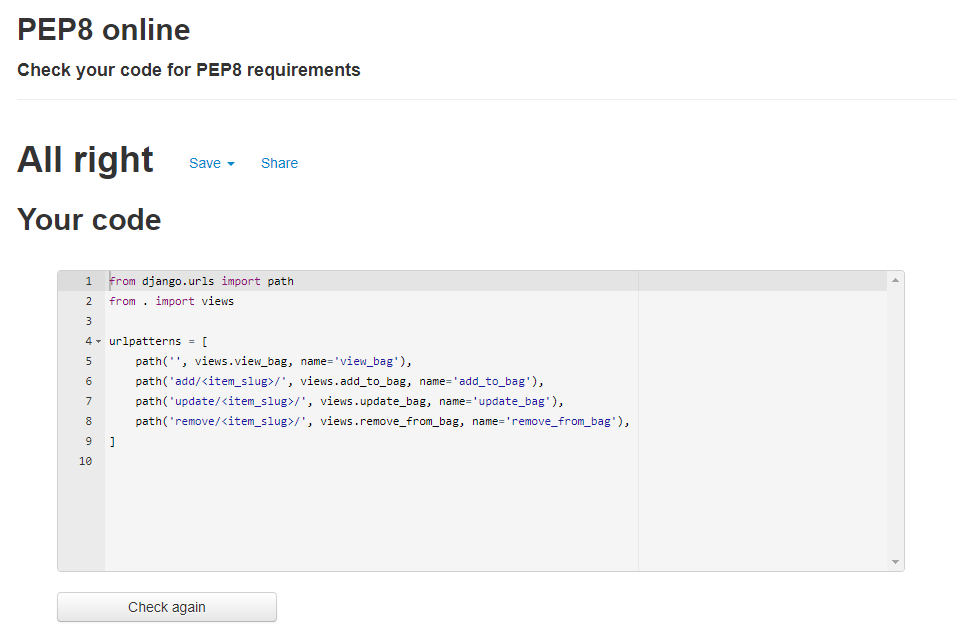 PEP8 online
Check your code for PEP8 requirements
All right Save Share
Your code
1 from django.urls import path
2 from . import views
3
4 urlpatterns = [
5     path('', views.view_bag, name='view_bag'),
6     path('add/<item_slug>/', views.add_to_bag, name='add_to_bag'),
7     path('update/<item_slug>/', views.update_bag, name='update_bag'),
8     path('remove/<item_slug>/', views.remove_from_bag, name='remove_from_bag'),
9 ]
10
Check again